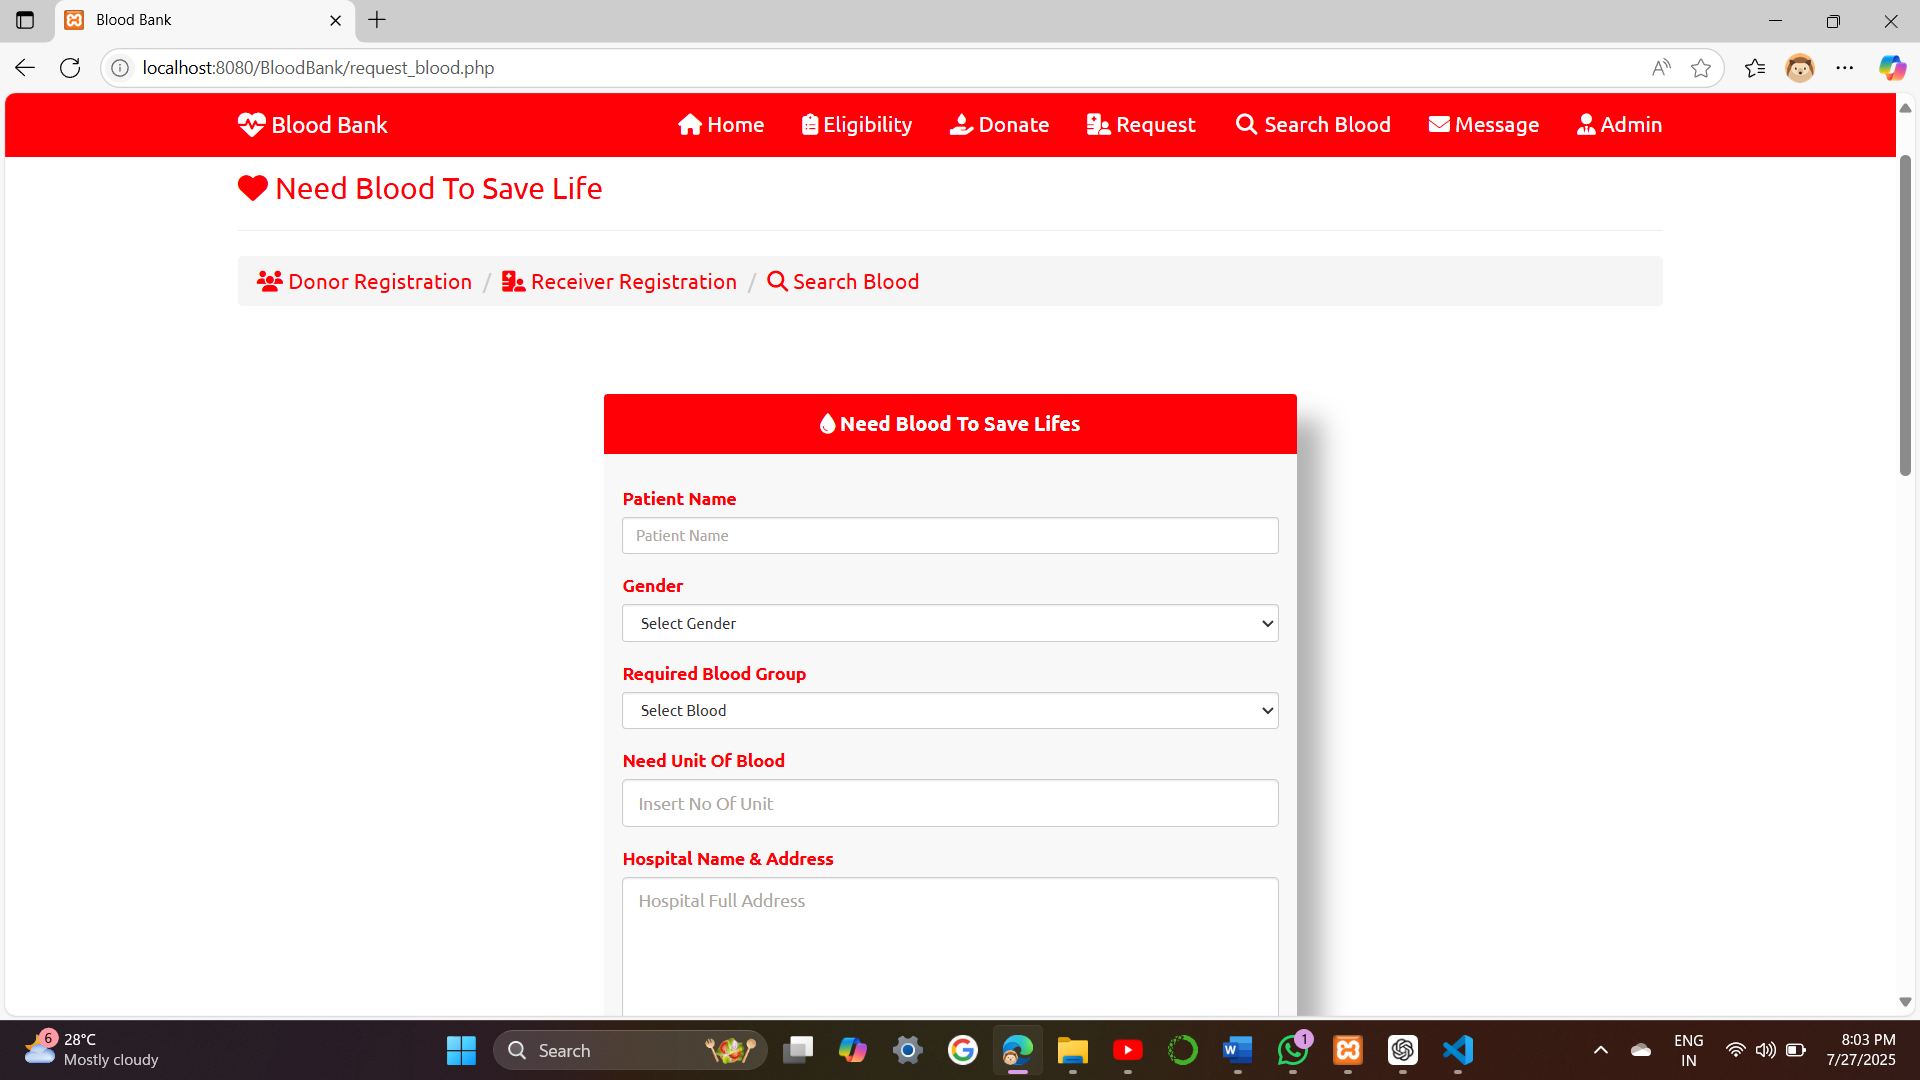 Blood Bank
localhost:8080/BloodBank/request_blood.php
Blood Bank Home Eligibility Donate Request Search Blood Message Admin
Need Blood To Save Life
Donor Registration / Receiver Registration / Search Blood
Need Blood To Save Lifes
Patient Name
Patient Name
Gender
Select Gender
Required Blood Group
Select Blood
Need Unit Of Blood
Insert No Of Unit
Hospital Name & Address
Hospital Full Address
6
28°C
Mostly cloudy
Search
1
ENG
IN
8:03 PM
7/27/2025